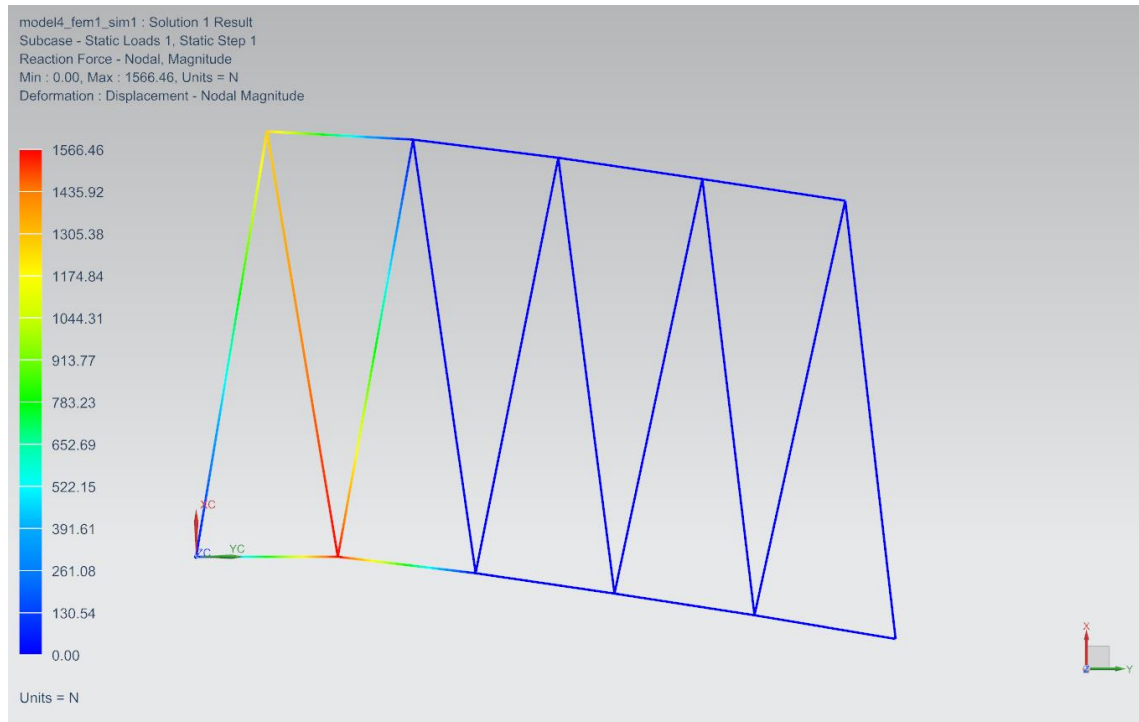 model4_fem1_sim1 : Solution 1 Result
Subcase - Static Loads 1, Static Step 1
Reaction Force - Nodal, Magnitude
Min : 0.00, Max : 1566.46, Units = N
Deformation : Displacement - Nodal Magnitude
1566.46
1435.92
1305.38
1174.84
1044.31
913.77
783.23
652.69
522.15
391.61
261.08
130.54
0.00
Units = N
XC
ZC
YC
X
Z
Y